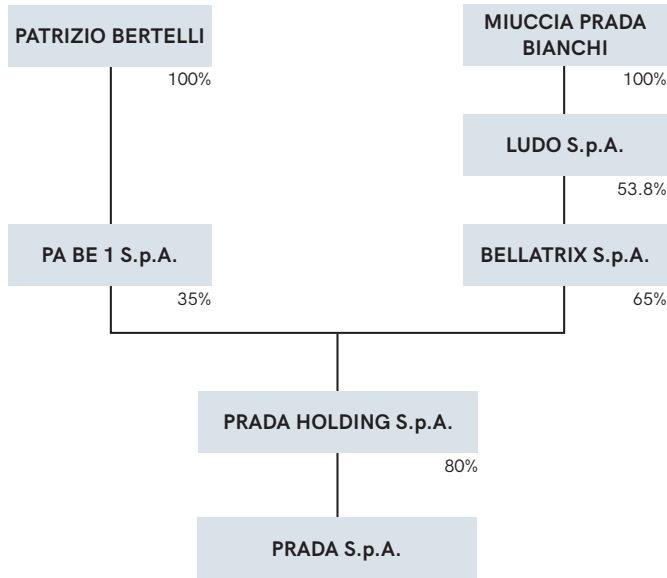 PATRIZIO BERTELLI
MIUCCIA PRADA
BIANCHI
100%
100%
LUDO S.p.A.
53.8%
PA BE 1 S.p.A.
BELLATRIX S.p.A.
35%
65%
PRADA HOLDING S.p.A.
80%
PRADA S.p.A.